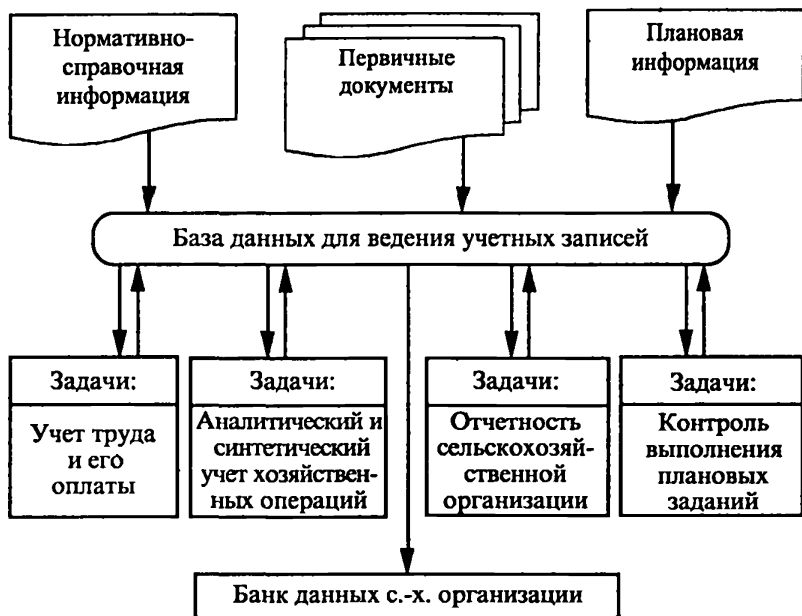 Нормативно-
справочная
информация
Первичные
документы
Плановая
информация
База данных для ведения учетных записей
Задачи:
Учет труда
и его
оплаты
Задачи:
Аналитический и
синтетический
учет хозяйствен-
ных операций
Задачи:
Отчетность
сельскохозяй-
ственной
организации
Задачи:
Контроль
выполнения
плановых
заданий
Банк данных с.-х. организации